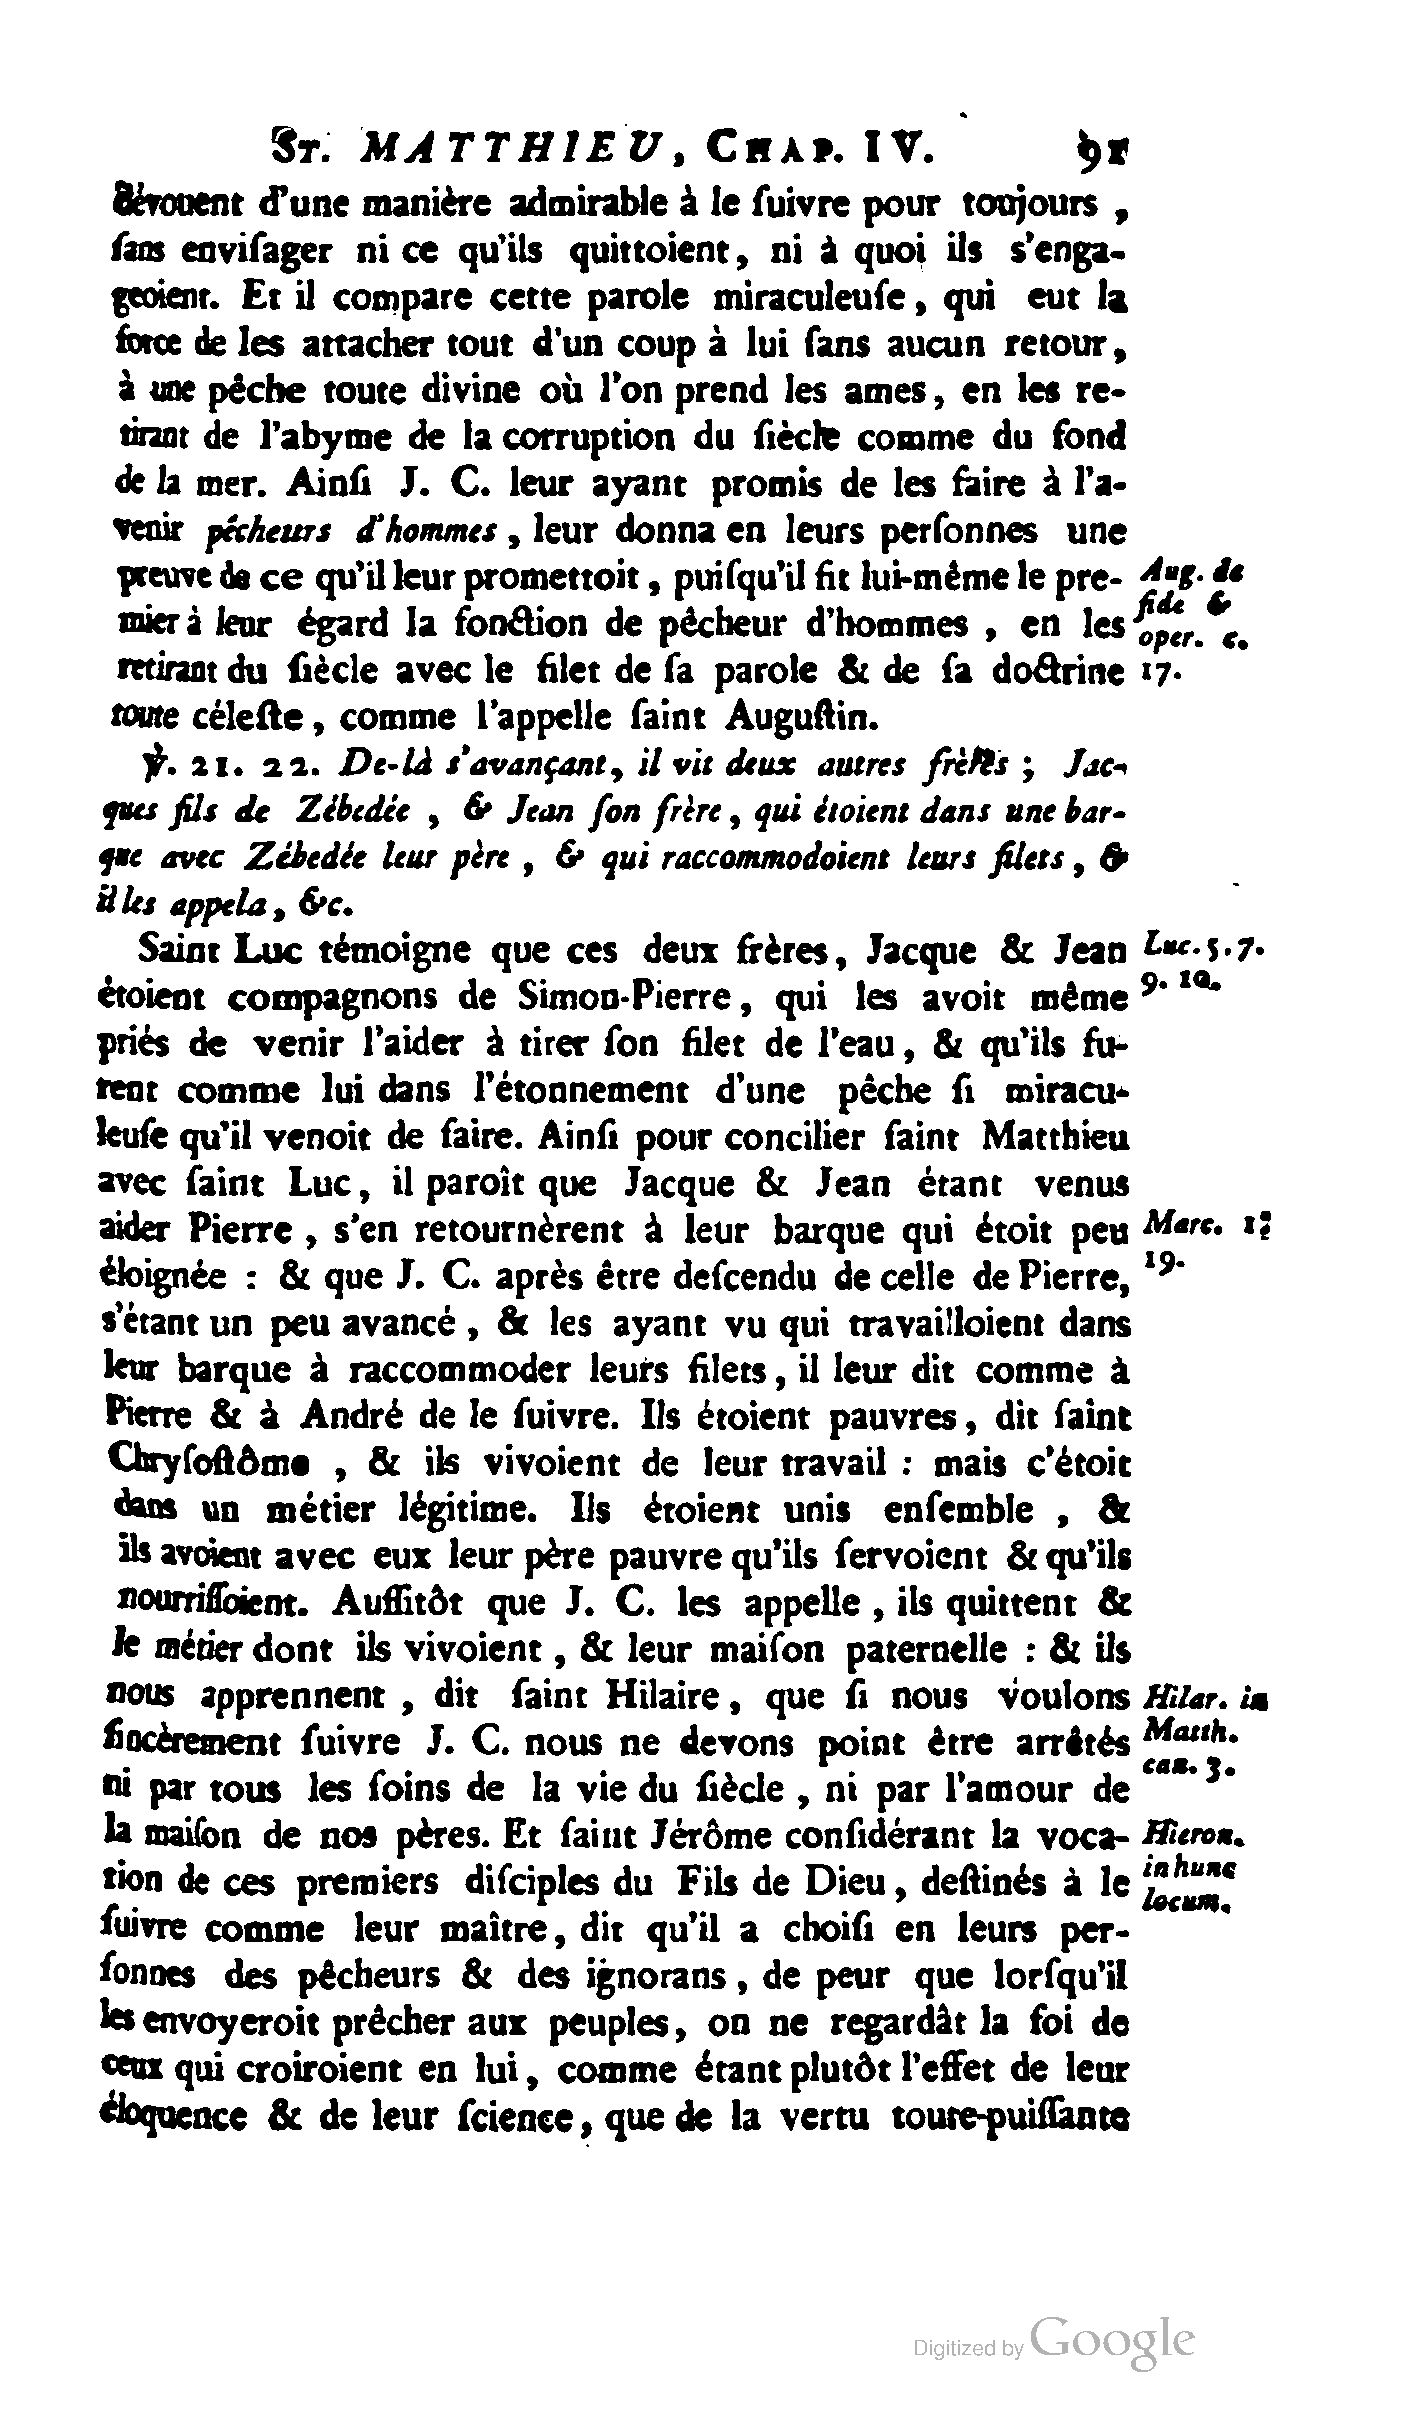 ST. MATTHIEU, CHAP. IV. 91
dévouent d'une manière admirable à le ſuivre pour toujours,
ſans enviſager ni ce qu'ils quittoient, ni à quoi ils s'enga-
geoient. Et il compare cette parole miraculeuſe, qui eut la
force de les attacher tout d'un coup à lui ſans aucun retour,
à une pêche toute divine où l'on prend les ames, en les re-
tirant de l'abyme de la corruption du ſiècle comme du fond
de la mer. Ainſi J. C. leur ayant promis de les faire à l'a-
venir pêcheurs d'hommes, leur donna en leurs perſonnes une
preuve de ce qu'il leur promettoit, puiſqu'il fit lui-même le pre- Aug. de
mier à leur égard la fonction de pêcheur d'hommes, en les fide & oper. c.
retirant du ſiècle avec le filet de ſa parole & de ſa doctrine 17.
toute céleſte, comme l'appelle ſaint Auguſtin.
℣. 21. 22. De-là s'avançant, il vit deux autres frères; Jac-
ques fils de Zébedée, & Jean ſon frère, qui étoient dans une bar-
que avec Zébedée leur père, & qui raccommodoient leurs filets, &
il les appela, &c.
Saint Luc témoigne que ces deux frères, Jacque & Jean Luc. 5. 7.
étoient compagnons de Simon-Pierre, qui les avoit même 9. 10.
priés de venir l'aider à tirer ſon filet de l'eau, & qu'ils fu-
rent comme lui dans l'étonnement d'une pêche ſi miracu-
leuſe qu'il venoit de faire. Ainſi pour concilier ſaint Matthieu
avec ſaint Luc, il paroît que Jacque & Jean étant venus
aider Pierre, s'en retournèrent à leur barque qui étoit peu Marc. 1.
éloignée : & que J. C. après être deſcendu de celle de Pierre, 19.
s'étant un peu avancé, & les ayant vu qui travailloient dans
leur barque à raccommoder leurs filets, il leur dit comme à
Pierre & à André de le ſuivre. Ils étoient pauvres, dit ſaint
Chryſoſtôme, & ils vivoient de leur travail : mais c'étoit
dans un métier légitime. Ils étoient unis enſemble, &
ils avoient avec eux leur père pauvre qu'ils ſervoient & qu'ils
nourriſſoient. Auſſitôt que J. C. les appelle, ils quittent &
le métier dont ils vivoient, & leur maiſon paternelle : & ils
nous apprennent, dit ſaint Hilaire, que ſi nous voulons Hilar. in
ſincèrement ſuivre J. C. nous ne devons point être arrêtés Matth.
ni par tous les ſoins de la vie du ſiècle, ni par l'amour de can. 3.
la maiſon de nos pères. Et ſaint Jérôme conſidérant la voca- Hieron.
tion de ces premiers diſciples du Fils de Dieu, deſtinés à le in hunc locum.
ſuivre comme leur maître, dit qu'il a choiſi en leurs per-
ſonnes des pêcheurs & des ignorans, de peur que lorſqu'il
les envoyeroit prêcher aux peuples, on ne regardât la foi de
ceux qui croiroient en lui, comme étant plutôt l'effet de leur
éloquence & de leur ſcience, que de la vertu toute-puiſſante
Digitized by Google